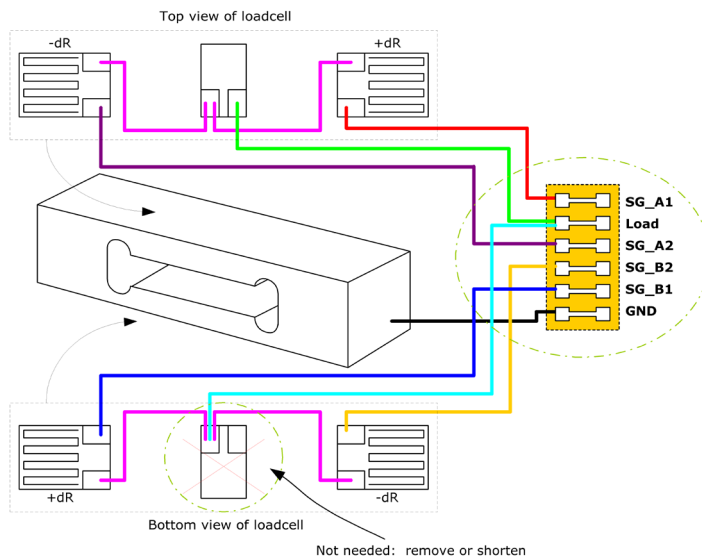 Top view of loadcell
-dR
+dR
SG_A1
Load
SG_A2
SG_B2
SG_B1
GND
+dR
-dR
Bottom view of loadcell
Not needed: remove or shorten